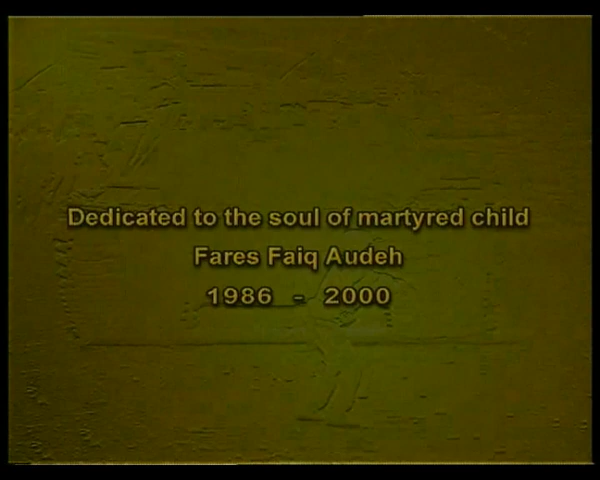 Dedicated to the soul of martyred child
Fares Faiq Audeh
1986 - 2000